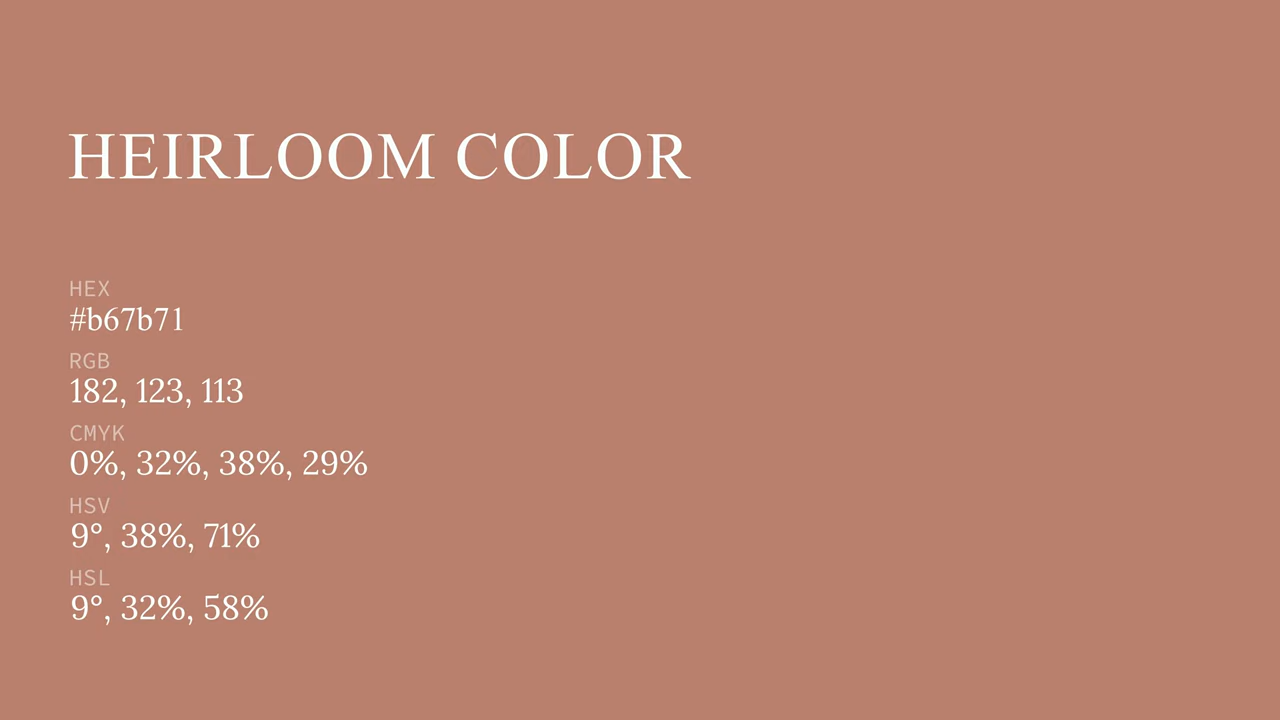 HEIRLOOM COLOR
HEX
#b67b71
RGB
182, 123, 113
CMYK
0%, 32%, 38%, 29%
HSV
9°, 38%, 71%
HSL
9°, 32%, 58%